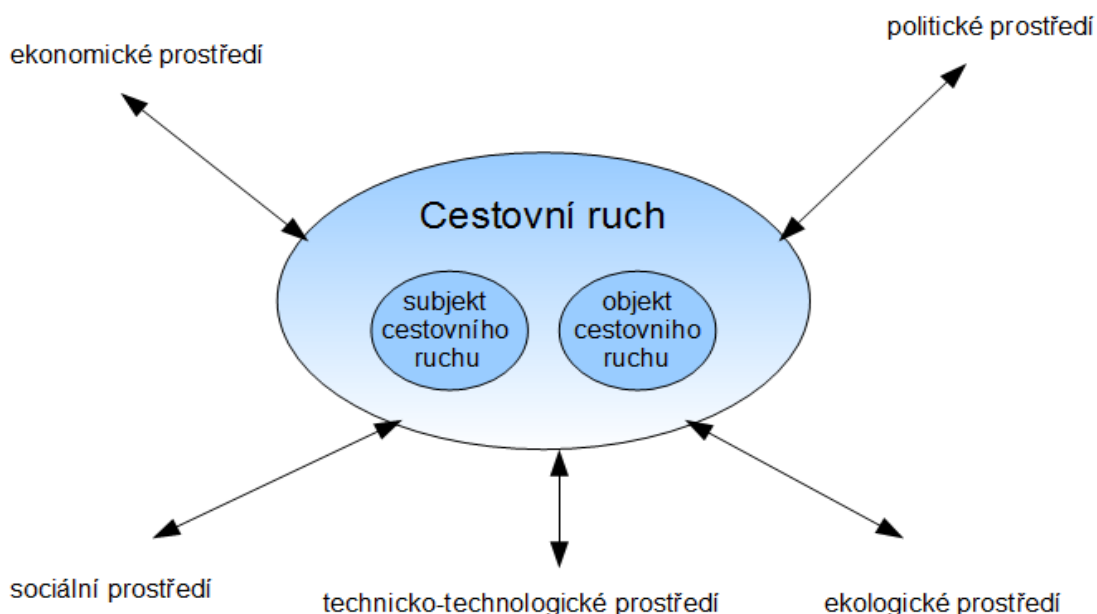 politické prostředí
ekonomické prostředí
Cestovní ruch
subjekt
cestovního
ruchu
objekt
cestovniho
ruchu
sociální prostředí
technicko-technologické prostředí
ekologické prostředí